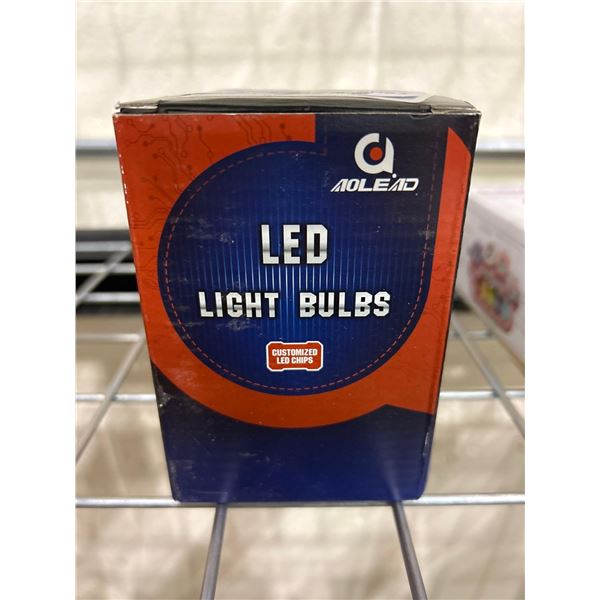 AOLEAD
LED
LIGHT BULBS
CUSTOMIZED
LED CHIPS